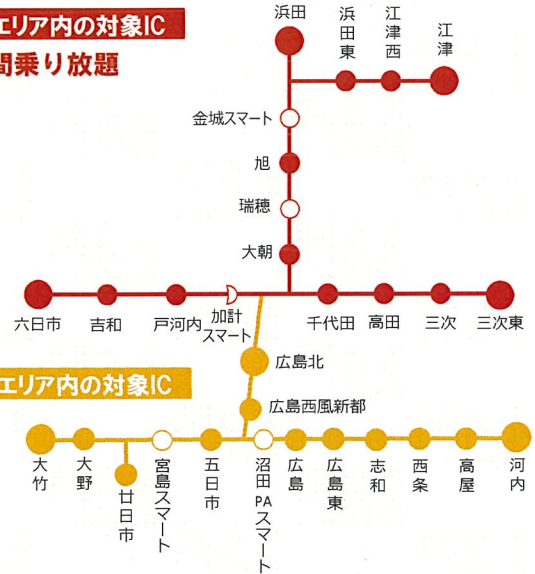 エリア内の対象IC
間乗り放題
浜田
浜田東
江津西
江津
金城スマート
旭
瑞穂
大朝
六日市
吉和
戸河内
加計
スマート
千代田
高田
三次
三次東
広島北
エリア内の対象IC
広島西風新都
大竹
大野
廿日市
宮島スマート
五日市
沼田PAスマート
広島
広島東
志和
西条
高屋
河内